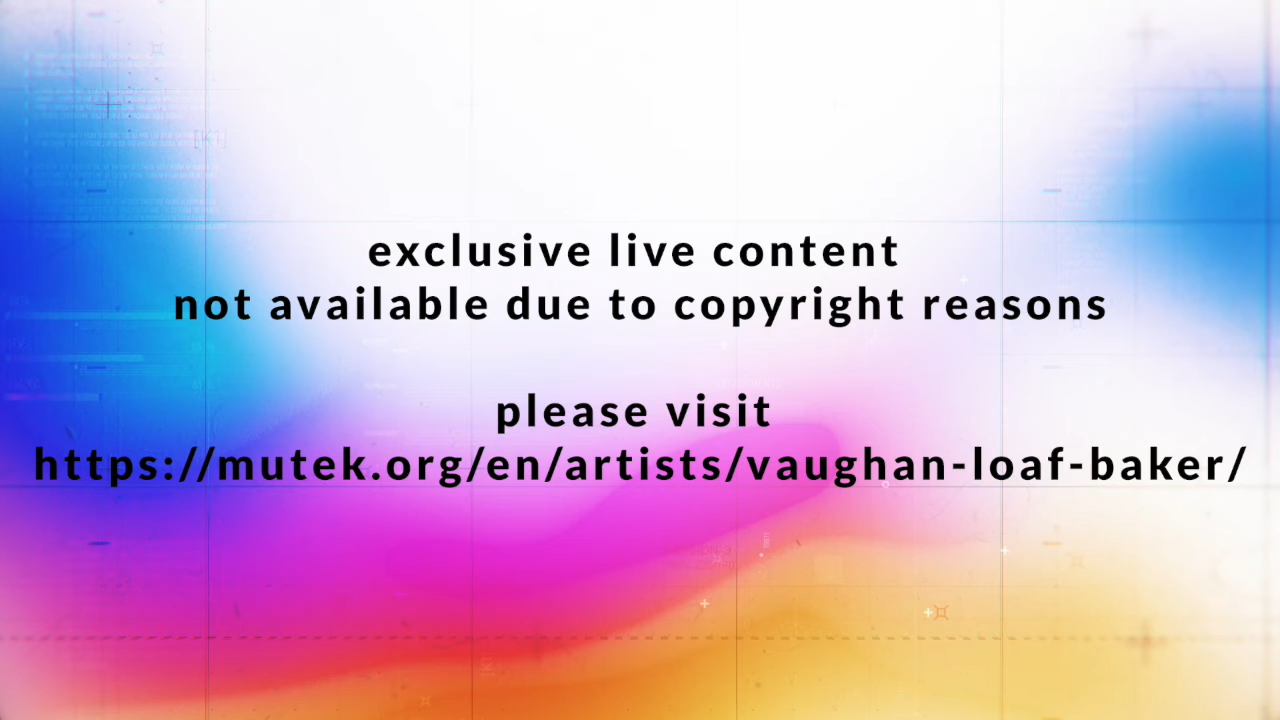 exclusive live content
not available due to copyright reasons
please visit
https://mutek.org/en/artists/vaughan-loaf-baker/